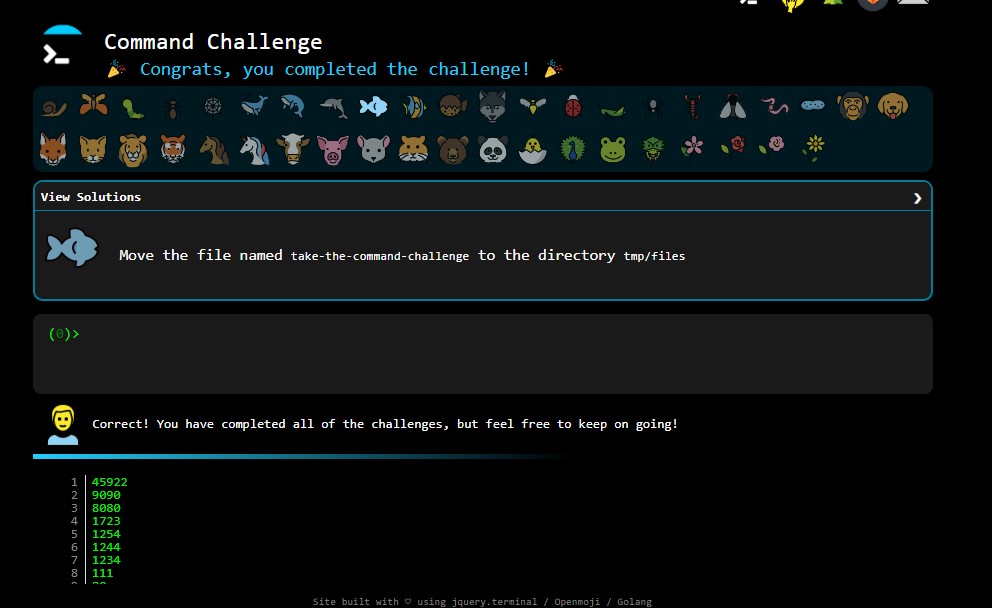 Command Challenge
Congrats, you completed the challenge!
View Solutions
Move the file named take-the-command-challenge to the directory tmp/files
(0)>
Correct! You have completed all of the challenges, but feel free to keep on going!
1 45922
2 9090
3 8080
4 1723
5 1254
6 1244
7 1234
8 111
Site built with ♡ using jquery.terminal / Openmoji / Golang